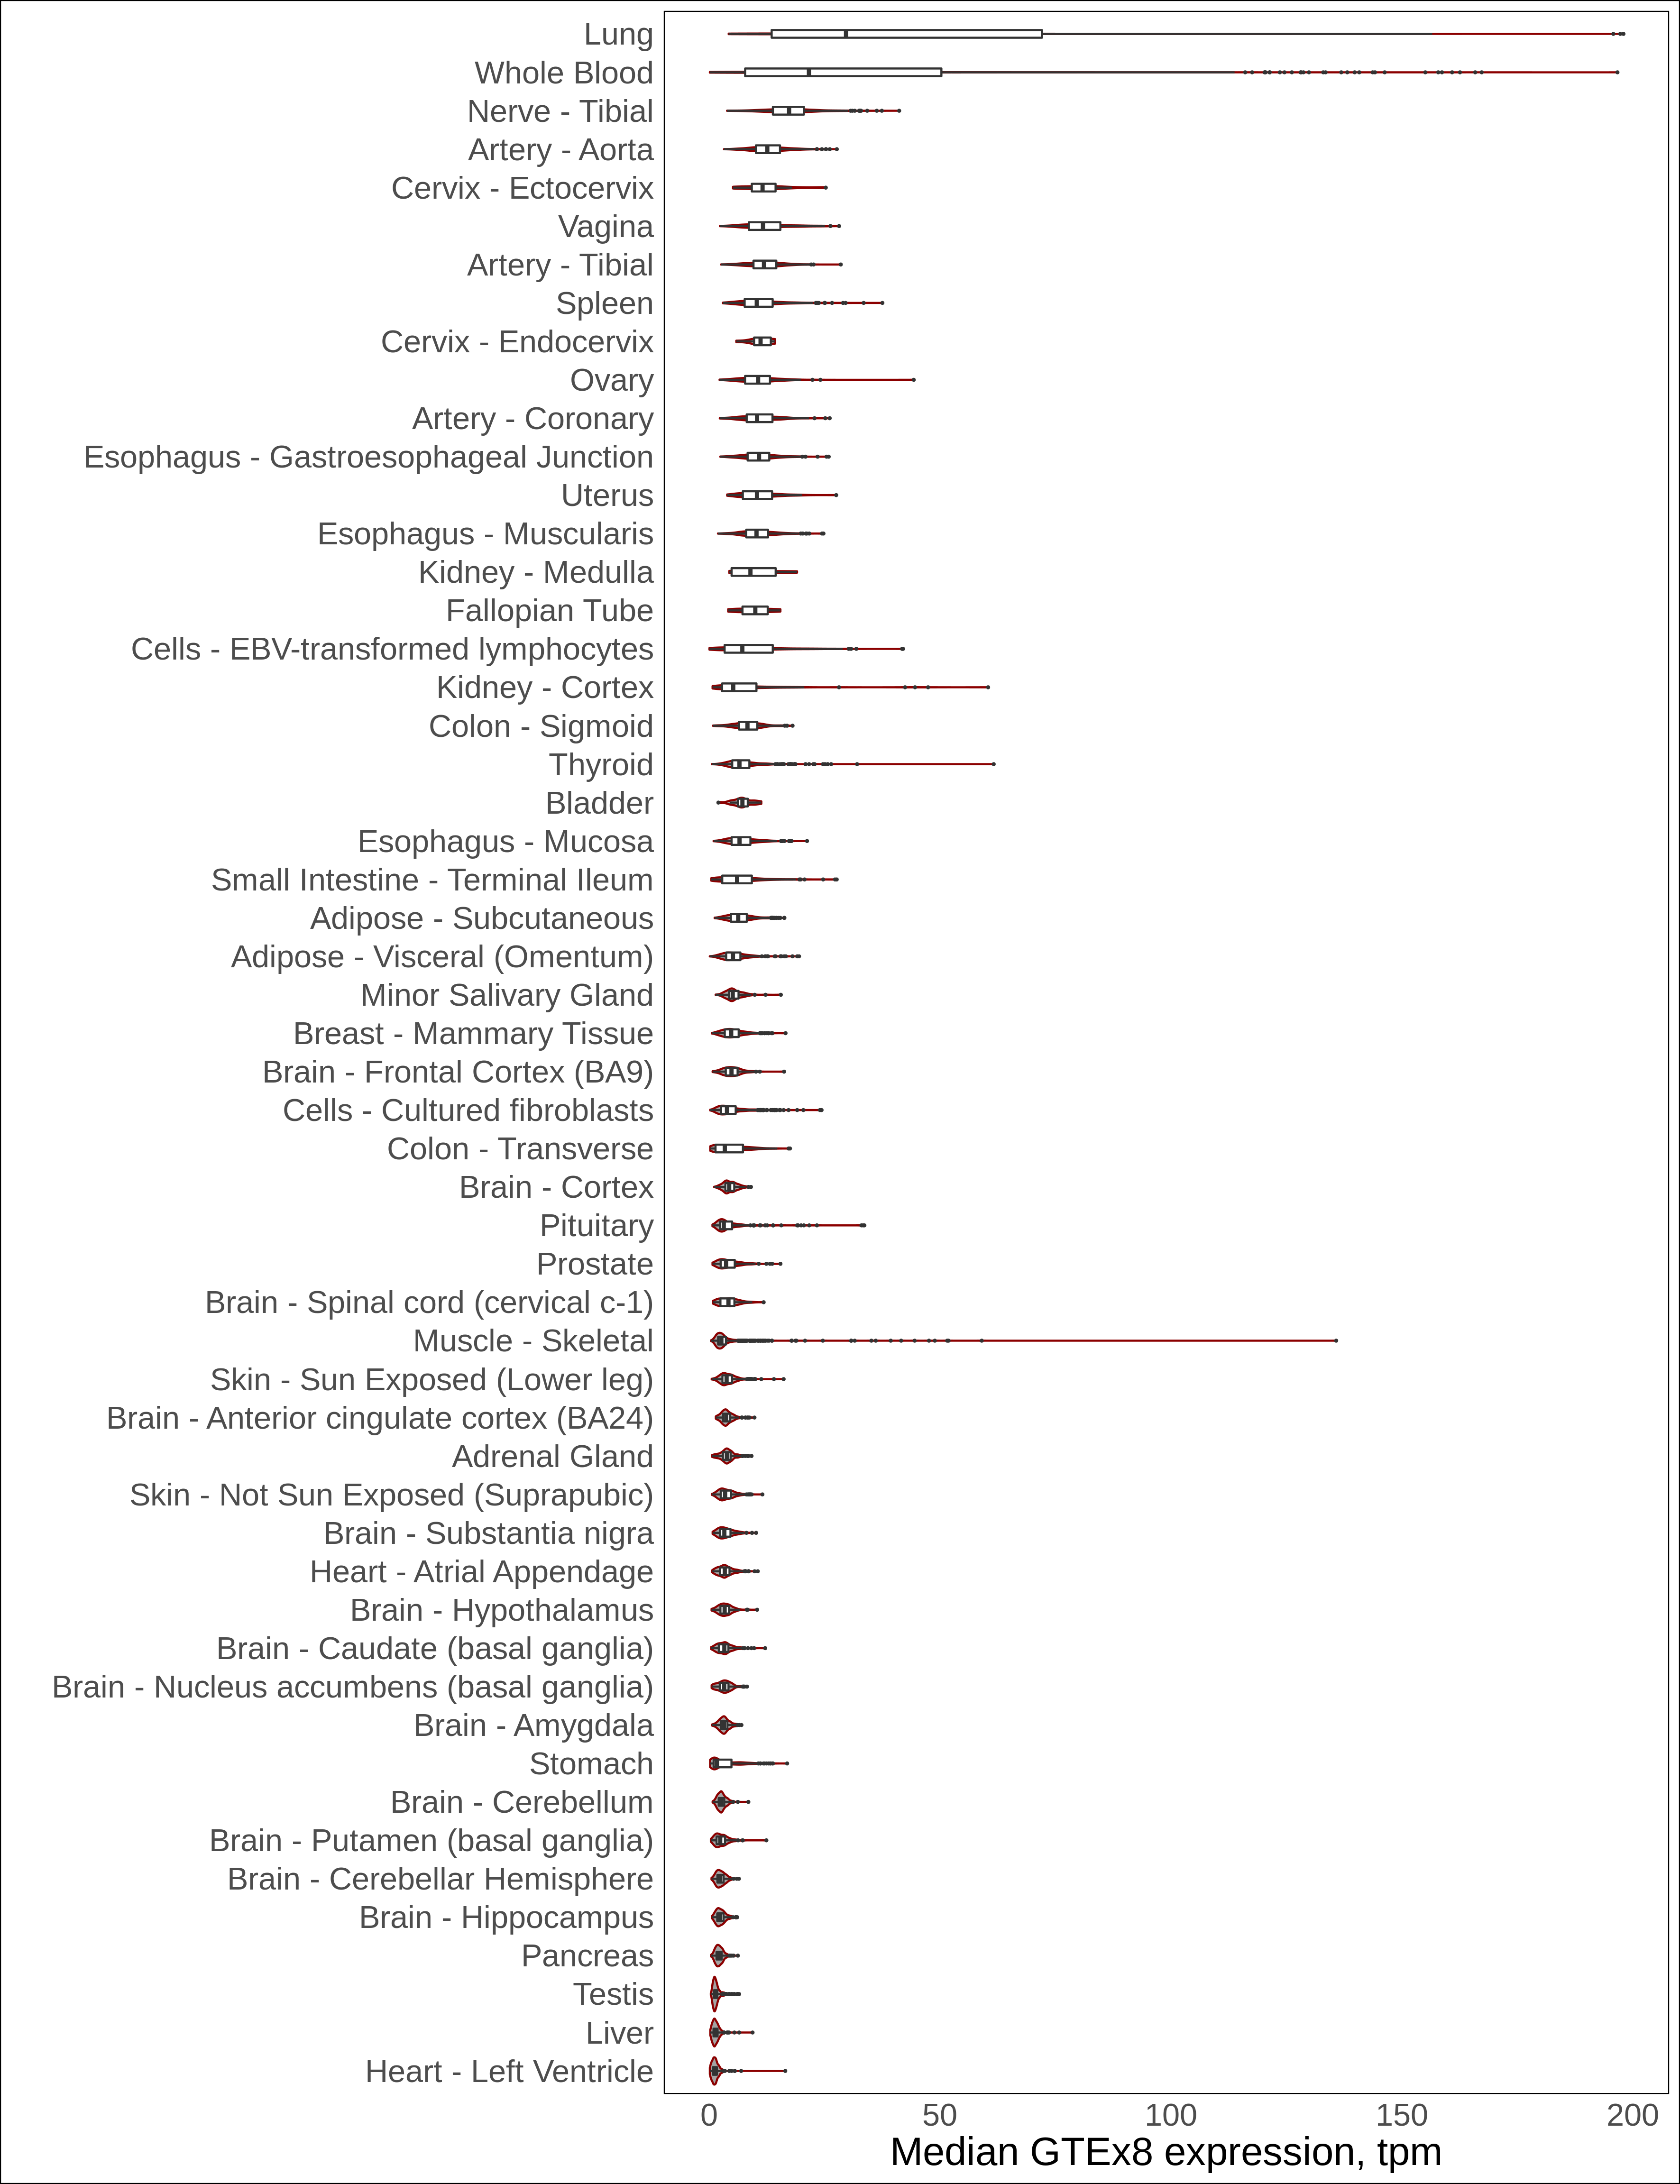 Lung
Whole Blood
Nerve - Tibial
Artery - Aorta
Cervix - Ectocervix
Vagina
Artery - Tibial
Spleen
Cervix - Endocervix
Ovary
Artery - Coronary
Esophagus - Gastroesophageal Junction
Uterus
Esophagus - Muscularis
Kidney - Medulla
Fallopian Tube
Cells - EBV-transformed lymphocytes
Kidney - Cortex
Colon - Sigmoid
Thyroid
Bladder
Esophagus - Mucosa
Small Intestine - Terminal Ileum
Adipose - Subcutaneous
Adipose - Visceral (Omentum)
Minor Salivary Gland
Breast - Mammary Tissue
Brain - Frontal Cortex (BA9)
Cells - Cultured fibroblasts
Colon - Transverse
Brain - Cortex
Pituitary
Prostate
Brain - Spinal cord (cervical c-1)
Muscle - Skeletal
Skin - Sun Exposed (Lower leg)
Brain - Anterior cingulate cortex (BA24)
Adrenal Gland
Skin - Not Sun Exposed (Suprapubic)
Brain - Substantia nigra
Heart - Atrial Appendage
Brain - Hypothalamus
Brain - Caudate (basal ganglia)
Brain - Nucleus accumbens (basal ganglia)
Brain - Amygdala
Stomach
Brain - Cerebellum
Brain - Putamen (basal ganglia)
Brain - Cerebellar Hemisphere
Brain - Hippocampus
Pancreas
Testis
Liver
Heart - Left Ventricle
0 50 100 150 200
Median GTEx8 expression, tpm